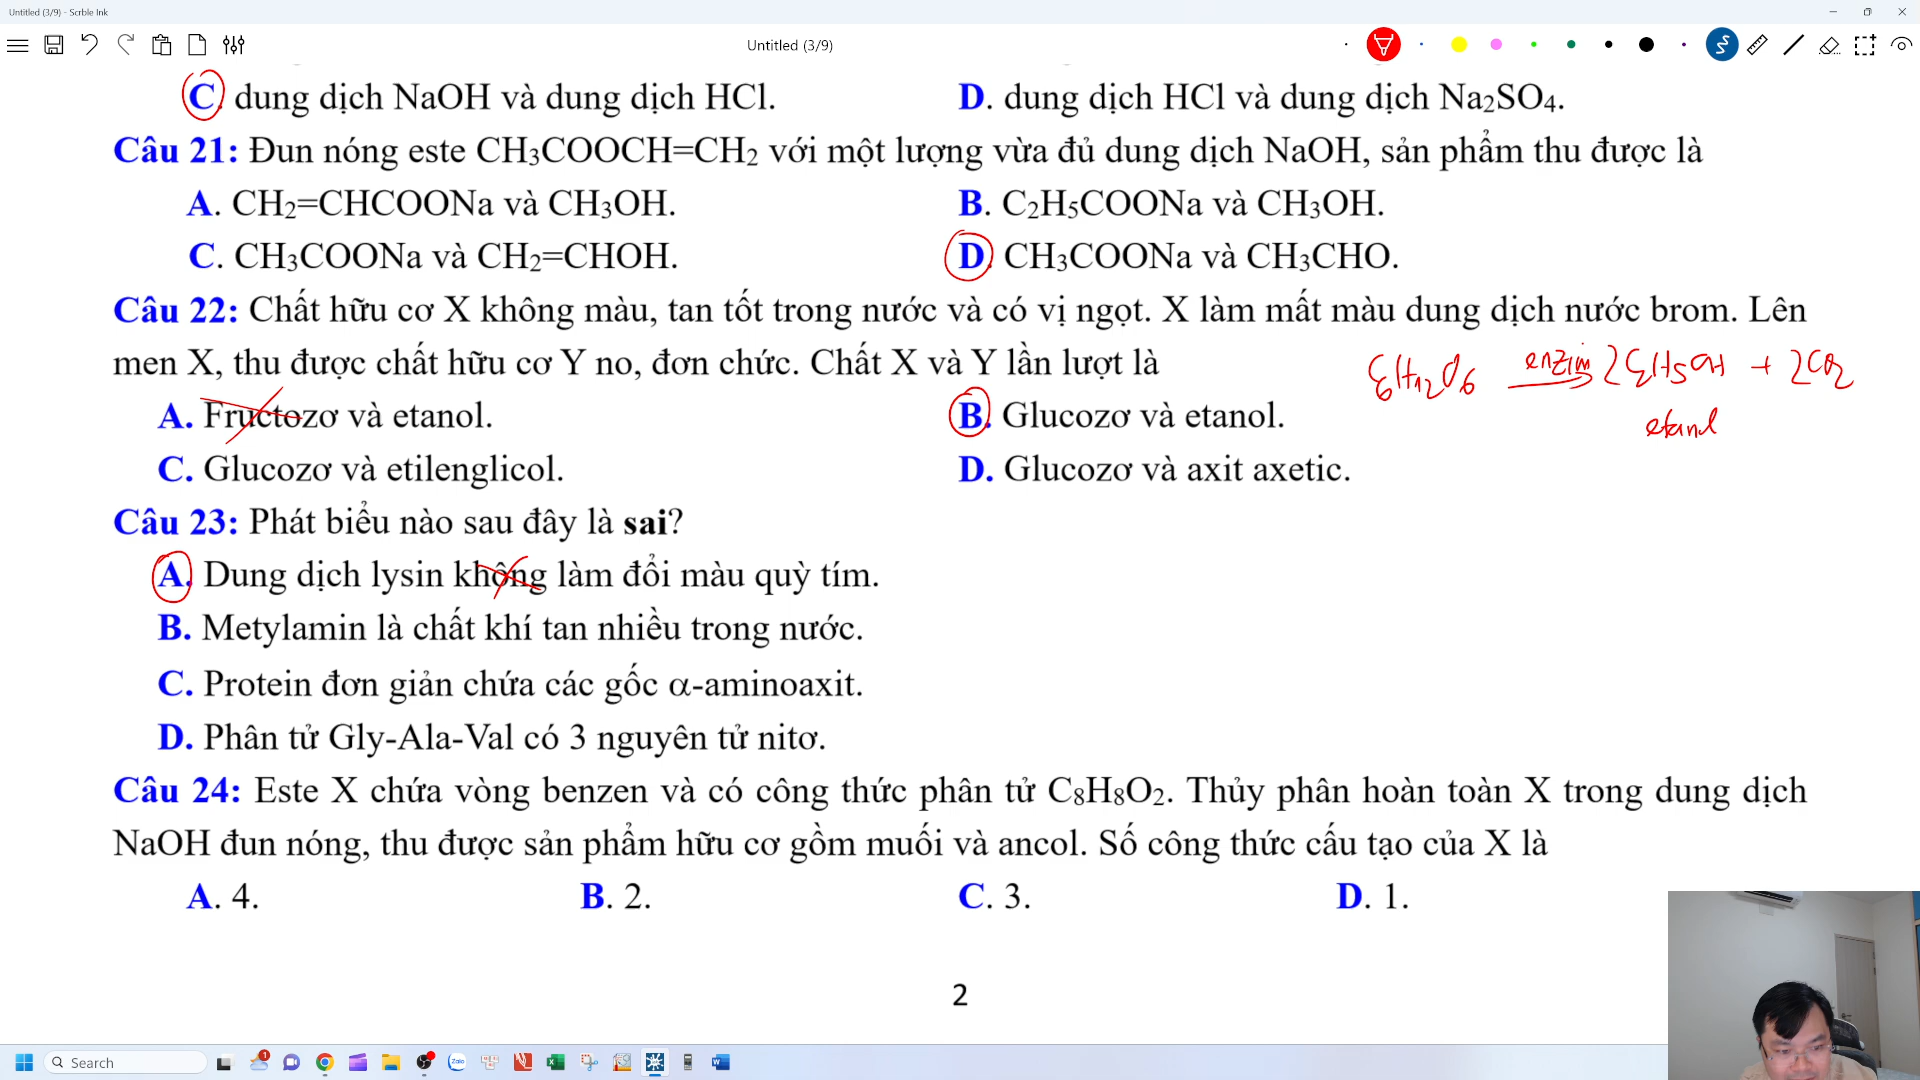 Untitled (3/9) - Scrble Ink
Untitled (3/9)
C. dung dịch NaOH và dung dịch HCl. D. dung dịch HCl và dung dịch Na₂SO₄.
Câu 21: Đun nóng este CH₃COOCH=CH₂ với một lượng vừa đủ dung dịch NaOH, sản phẩm thu được là
A. CH₂=CHCOONa và CH₃OH. B. C₂H₅COONa và CH₃OH.
C. CH₃COONa và CH₂=CHOH. D. CH₃COONa và CH₃CHO.
Câu 22: Chất hữu cơ X không màu, tan tốt trong nước và có vị ngọt. X làm mất màu dung dịch nước brom. Lên
men X, thu được chất hữu cơ Y no, đơn chức. Chất X và Y lần lượt là
C₆H₁₂O₆ enzim 2C₂H₅OH + 2CO₂
A. Fructozơ và etanol. B. Glucozơ và etanol.
etanol
C. Glucozơ và etilenglicol. D. Glucozơ và axit axetic.
Câu 23: Phát biểu nào sau đây là sai?
A. Dung dịch lysin không làm đổi màu quỳ tím.
B. Metylamin là chất khí tan nhiều trong nước.
C. Protein đơn giản chứa các gốc α-aminoaxit.
D. Phân tử Gly-Ala-Val có 3 nguyên tử nitơ.
Câu 24: Este X chứa vòng benzen và có công thức phân tử C₈H₈O₂. Thủy phân hoàn toàn X trong dung dịch
NaOH đun nóng, thu được sản phẩm hữu cơ gồm muối và ancol. Số công thức cấu tạo của X là
A. 4. B. 2. C. 3. D. 1.
2
Search
1
Zalo